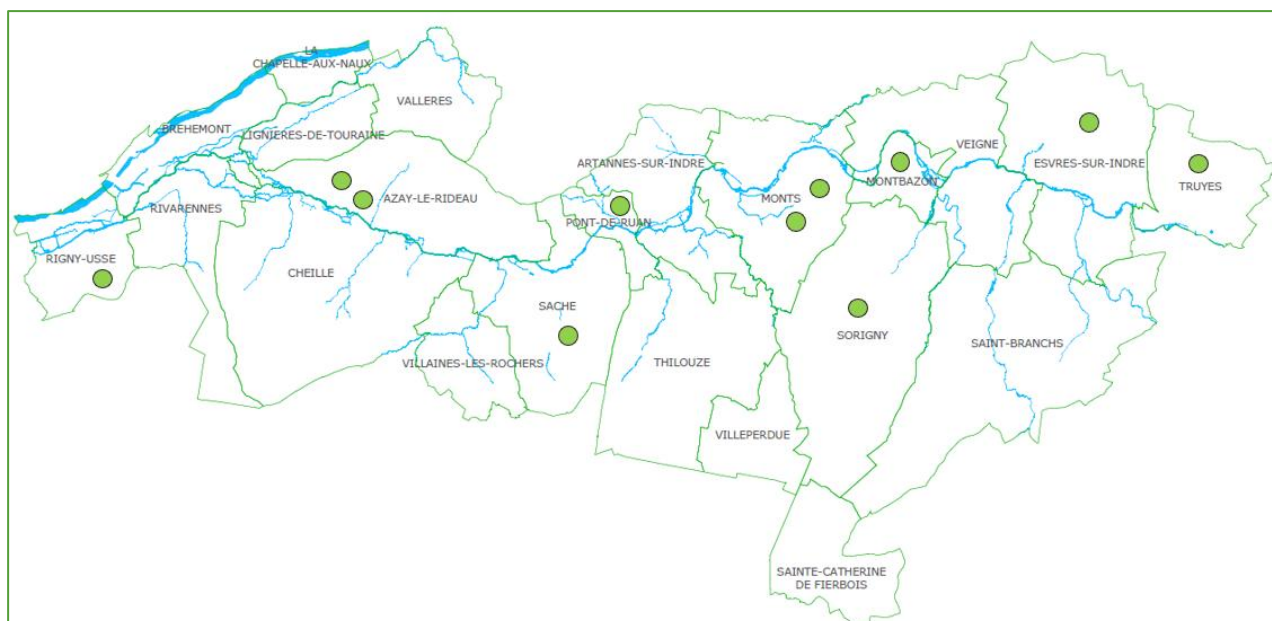 LA
CHAPELLE-AUX-NAUX
VALLERES
BREHEMONT
LIGNIERES-DE-TOURAINE
ARTANNES-SUR-INDRE
VEIGNE
ESVRES-SUR-INDRE
MONTBAZON
TRUYES
AZAY-LE-RIDEAU
MONTS
RIVARENNES
PONT-DE-RUAN
RIGNY-USSE
CHEILLE
SACHE
SORIGNY
SAINT-BRANCHS
VILLAINES-LES-ROCHERS
THILOUZE
VILLEPERDUE
SAINTE-CATHERINE
DE FIERBOIS